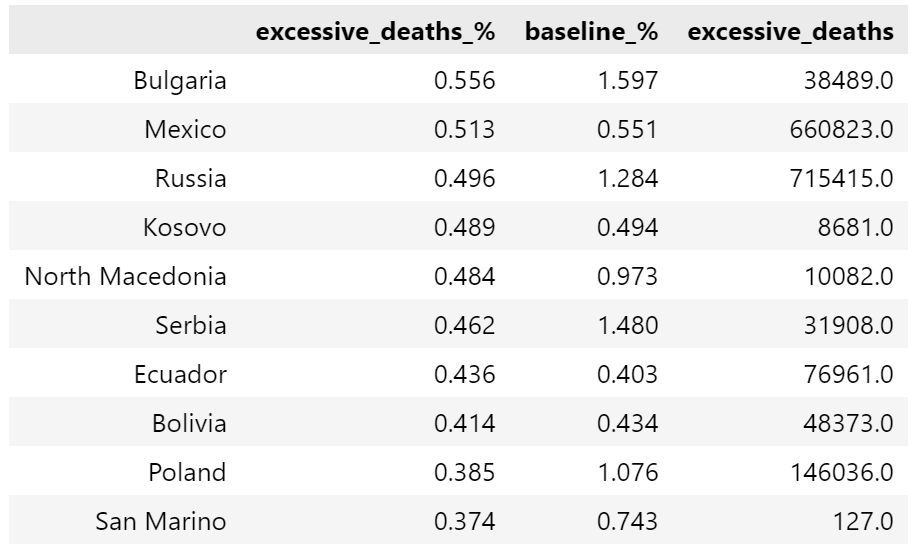 excessive_deaths_% baseline_% excessive_deaths
Bulgaria 0.556 1.597 38489.0
Mexico 0.513 0.551 660823.0
Russia 0.496 1.284 715415.0
Kosovo 0.489 0.494 8681.0
North Macedonia 0.484 0.973 10082.0
Serbia 0.462 1.480 31908.0
Ecuador 0.436 0.403 76961.0
Bolivia 0.414 0.434 48373.0
Poland 0.385 1.076 146036.0
San Marino 0.374 0.743 127.0